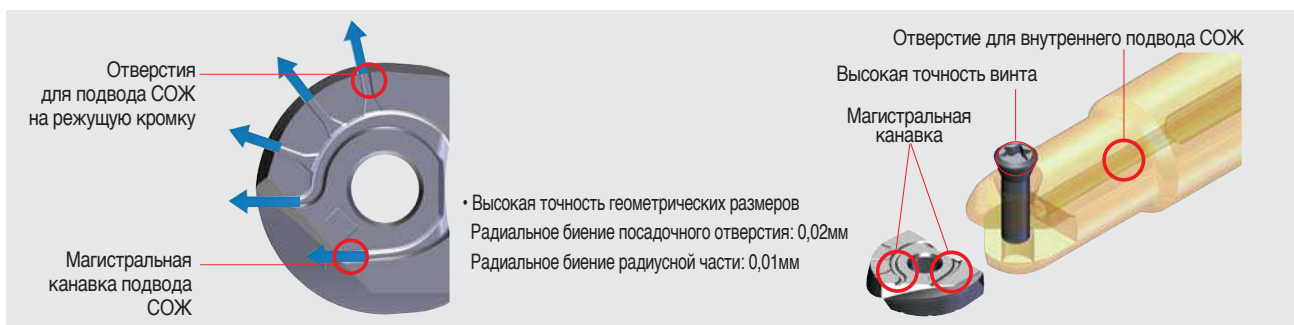 Отверстия
для подвода СОЖ
на режущую кромку
Магистральная
канавка подвода
СОЖ
• Высокая точность геометрических размеров
Радиальное биение посадочного отверстия: 0,02мм
Радиальное биение радиусной части: 0,01мм
Отверстие для внутреннего подвода СОЖ
Высокая точность винта
Магистральная
канавка